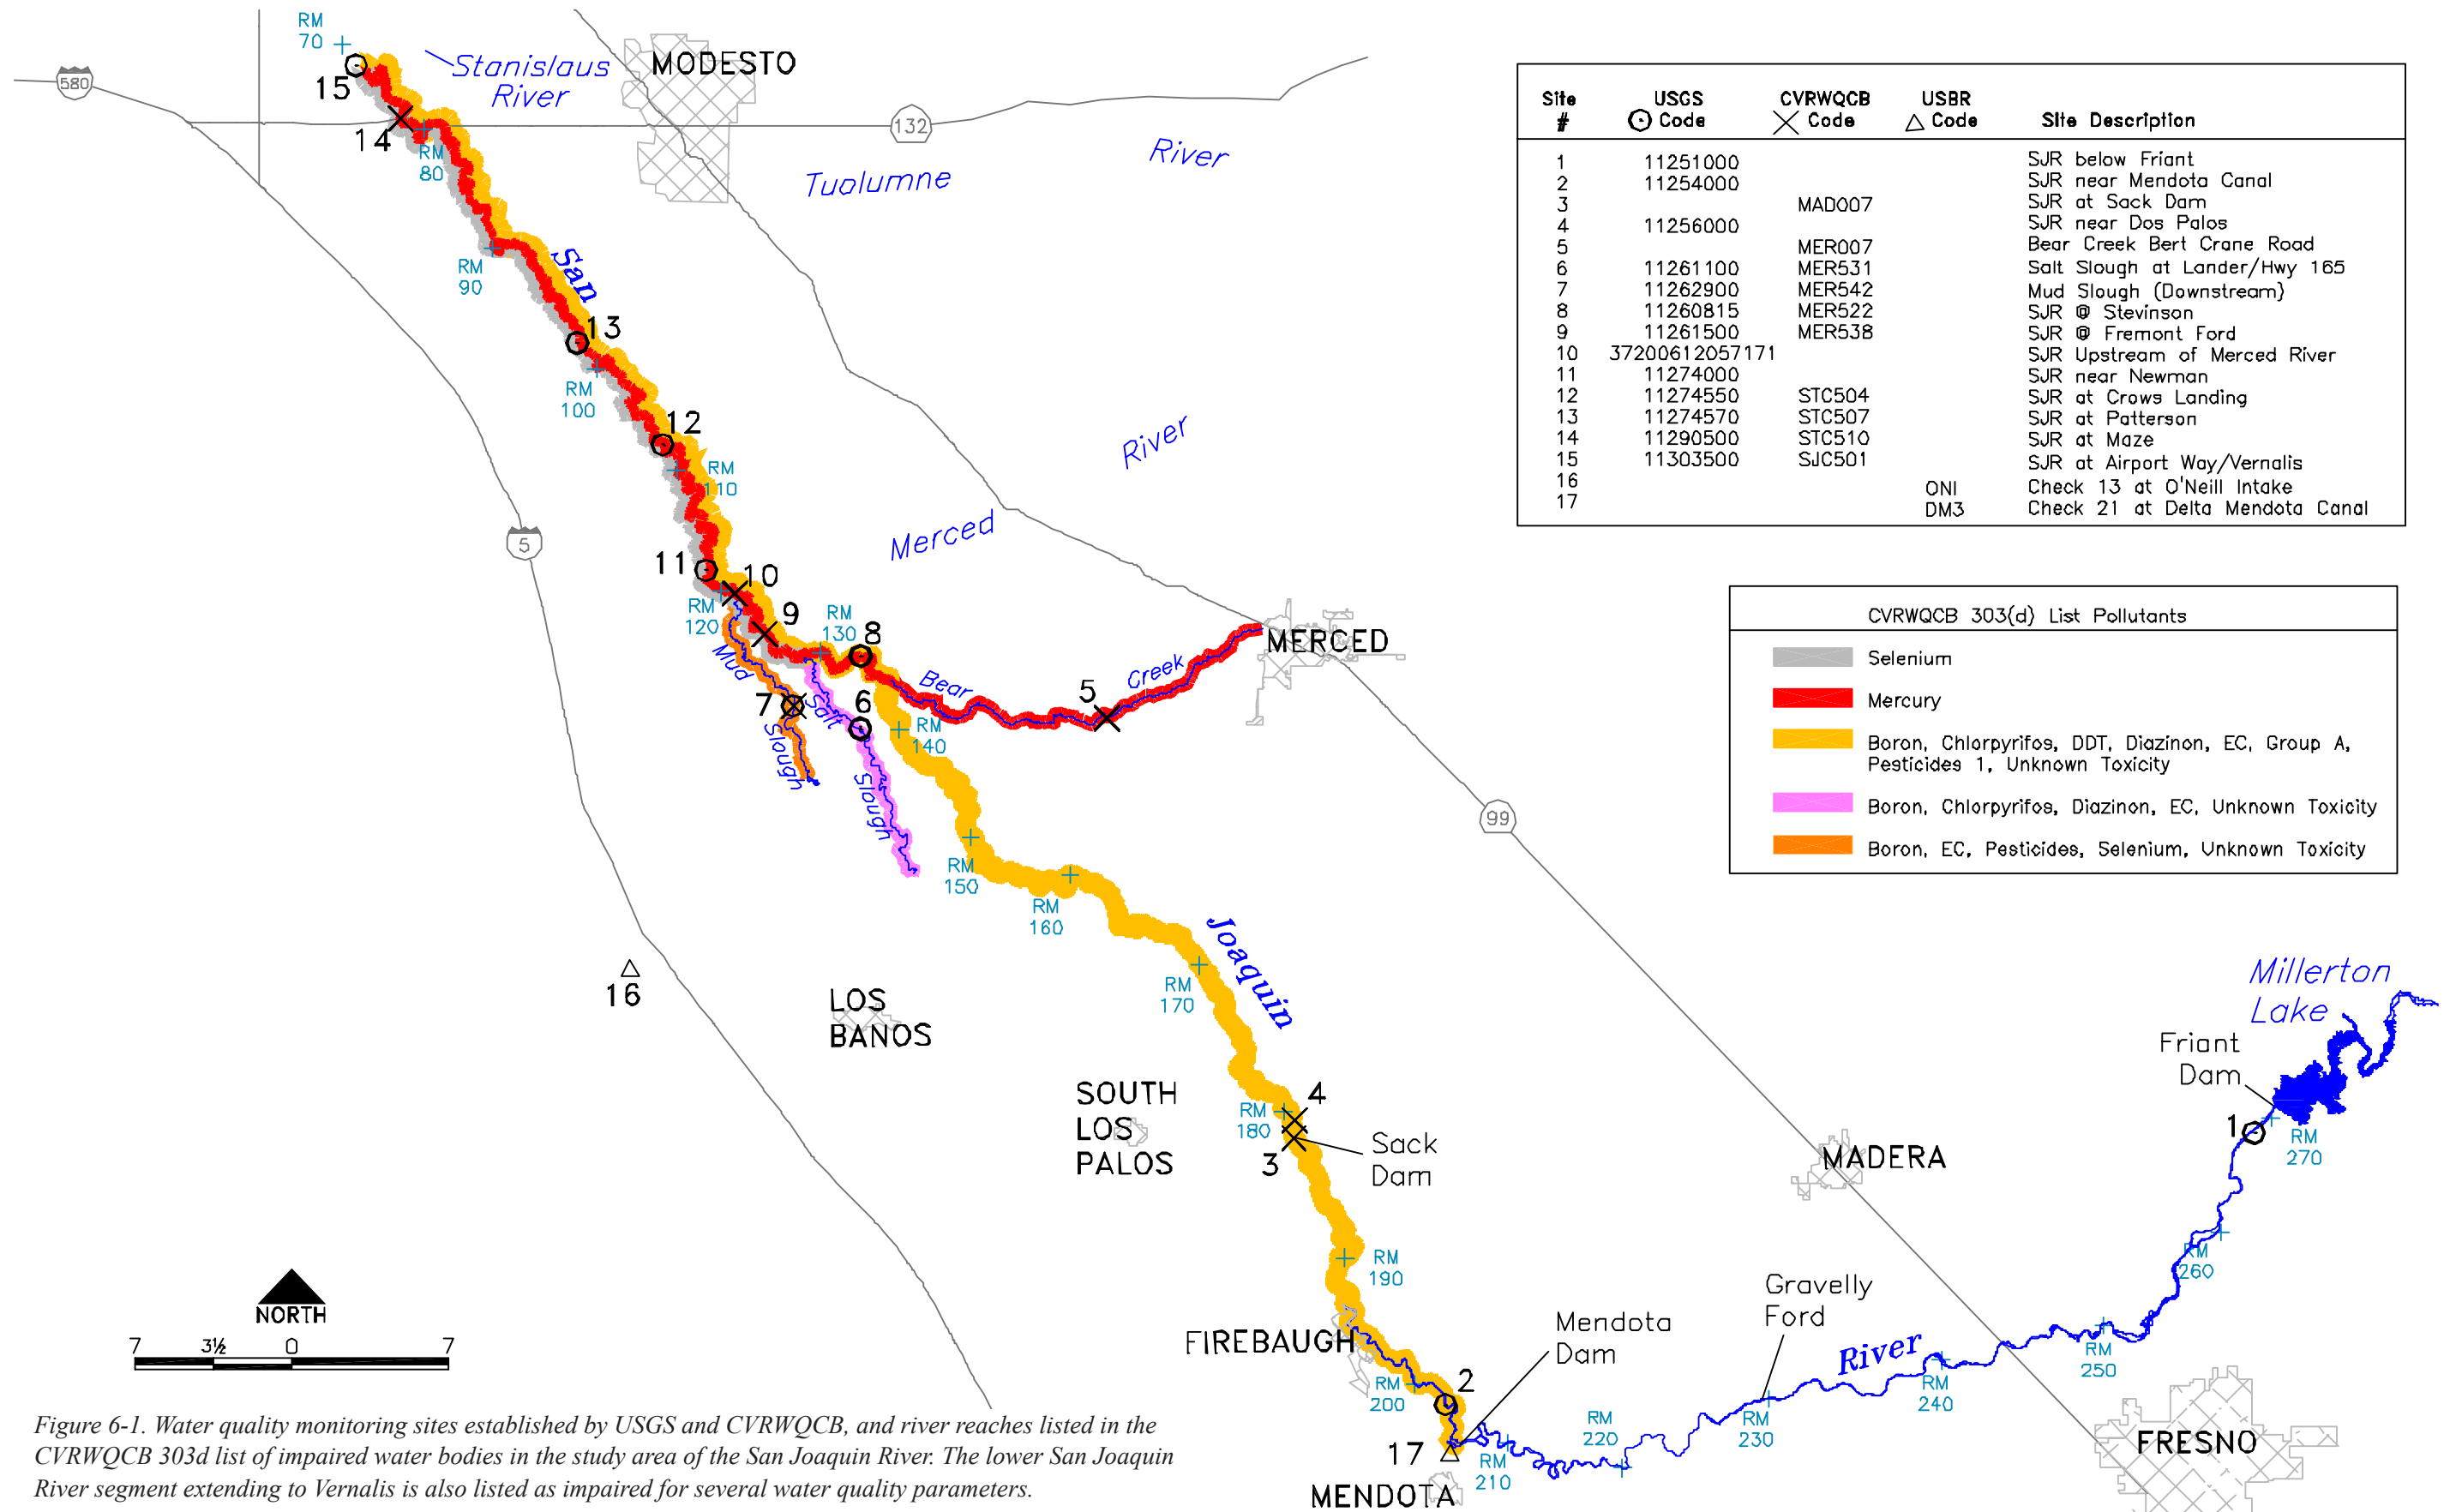 RM
70
15
14
Stanislaus
River
MODESTO
580
132
RM
80
Tuolumne
River
RM
90
San
13
RM
100
12
RM
110
River
5
Merced
11
10
RM
120
9
RM
130
8
MERCED
Mud
Slough
7
Salt
Slough
6
Bear
Creek
5
RM
140
99
RM
150
RM
160
Joaquin
RM
170
16
LOS
BANOS
SOUTH
LOS
PALOS
RM
180
4
3
Sack
Dam
MADERA
Millerton
Lake
Friant
Dam
1
RM
270
RM
260
RM
190
FIREBAUGH
Gravelly
Ford
Mendota
Dam
River
RM
250
RM
240
RM
230
RM
220
RM
210
RM
200
2
17
MENDOTA
FRESNO
NORTH
7 3½ 0 7
Site # USGS Code CVRWQCB Code USBR Code Site Description
1 11251000 SJR below Friant
2 11254000 SJR near Mendota Canal
3 MAD007 SJR at Sack Dam
4 11256000 SJR near Dos Palos
5 MER007 Bear Creek Bert Crane Road
6 11261100 MER531 Salt Slough at Lander/Hwy 165
7 11262900 MER542 Mud Slough (Downstream)
8 11260815 MER522 SJR @ Stevinson
9 11261500 MER538 SJR @ Fremont Ford
10 37200612057171 SJR Upstream of Merced River
11 11274000 SJR near Newman
12 11274550 STC504 SJR at Crows Landing
13 11274570 STC507 SJR at Patterson
14 11290500 STC510 SJR at Maze
15 11303500 SJC501 SJR at Airport Way/Vernalis
16 ONI Check 13 at O'Neill Intake
17 DM3 Check 21 at Delta Mendota Canal
CVRWQCB 303(d) List Pollutants
Selenium
Mercury
Boron, Chlorpyrifos, DDT, Diazinon, EC, Group A,
Pesticides 1, Unknown Toxicity
Boron, Chlorpyrifos, Diazinon, EC, Unknown Toxicity
Boron, EC, Pesticides, Selenium, Unknown Toxicity
Figure 6-1. Water quality monitoring sites established by USGS and CVRWQCB, and river reaches listed in the
CVRWQCB 303d list of impaired water bodies in the study area of the San Joaquin River. The lower San Joaquin
River segment extending to Vernalis is also listed as impaired for several water quality parameters.